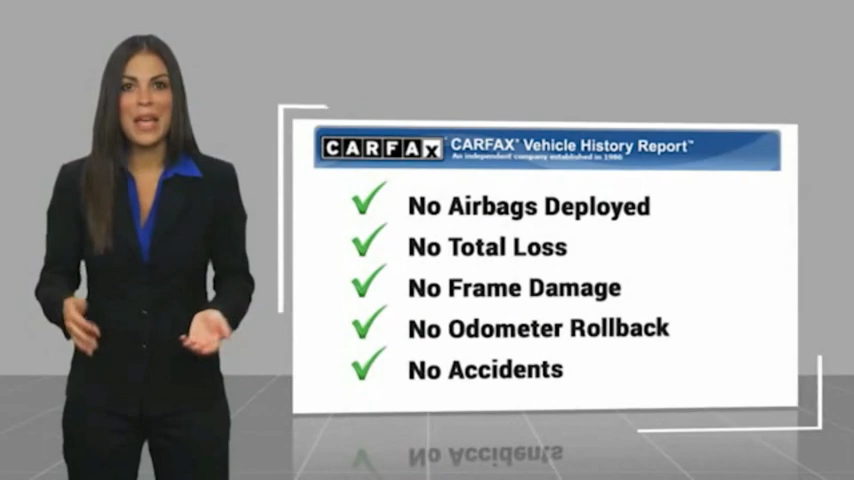 CARFAX
CARFAX® Vehicle History Report™
An independent company established in 1986
No Airbags Deployed
No Total Loss
No Frame Damage
No Odometer Rollback
No Accidents
No Accidents